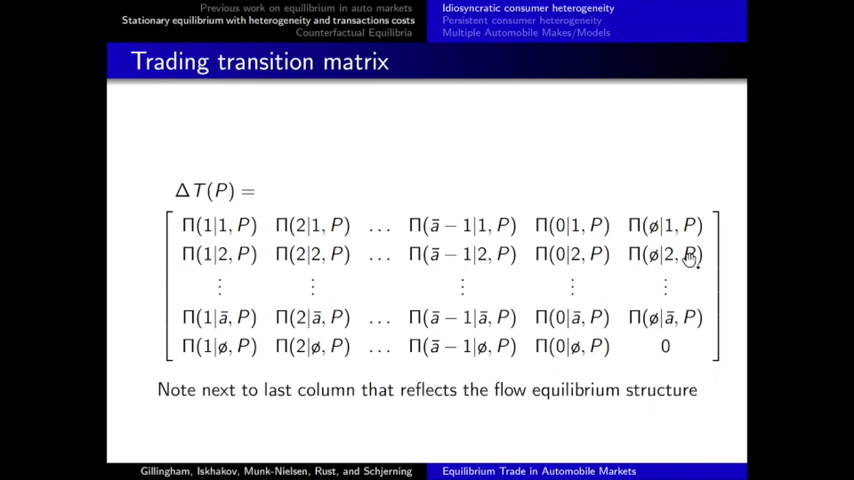 Previous work on equilibrium in auto markets
Stationary equilibrium with heterogeneity and transactions costs
Counterfactual Equilibria
Idiosyncratic consumer heterogeneity
Persistent consumer heterogeneity
Multiple Automobile Makes/Models
Trading transition matrix
ΔT(P) =
Π(1|1, P) Π(2|1, P) … Π(ā − 1|1, P) Π(0|1, P) Π(ø|1, P)
Π(1|2, P) Π(2|2, P) … Π(ā − 1|2, P) Π(0|2, P) Π(ø|2, P)
⋮ ⋮ ⋮ ⋮ ⋮
Π(1|ā, P) Π(2|ā, P) … Π(ā − 1|ā, P) Π(0|ā, P) Π(ø|ā, P)
Π(1|ø, P) Π(2|ø, P) … Π(ā − 1|ø, P) Π(0|ø, P) 0
Note next to last column that reflects the flow equilibrium structure
Gillingham, Iskhakov, Munk-Nielsen, Rust, and Schjerning
Equilibrium Trade in Automobile Markets